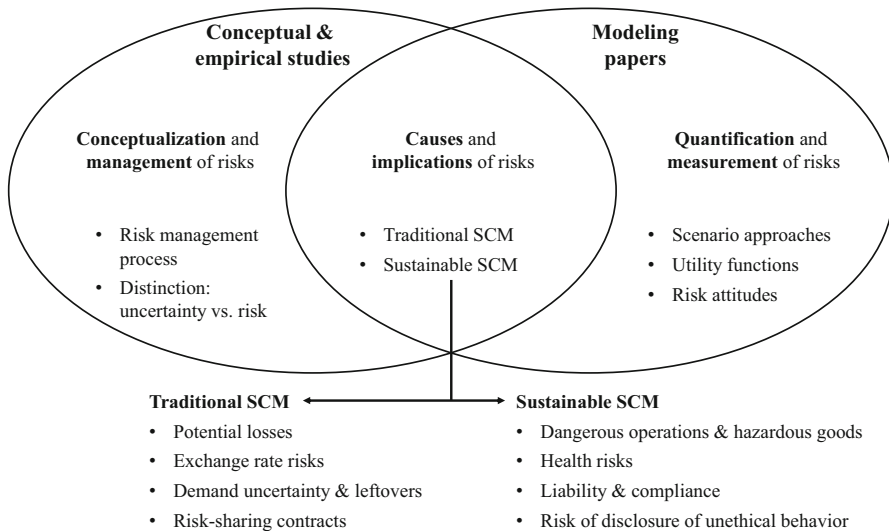 Conceptual &
empirical studies
Modeling
papers
Conceptualization and
management of risks
• Risk management
process
• Distinction:
uncertainty vs. risk
Causes and
implications of risks
• Traditional SCM
• Sustainable SCM
Quantification and
measurement of risks
• Scenario approaches
• Utility functions
• Risk attitudes
Traditional SCM
• Potential losses
• Exchange rate risks
• Demand uncertainty & leftovers
• Risk-sharing contracts
Sustainable SCM
• Dangerous operations & hazardous goods
• Health risks
• Liability & compliance
• Risk of disclosure of unethical behavior